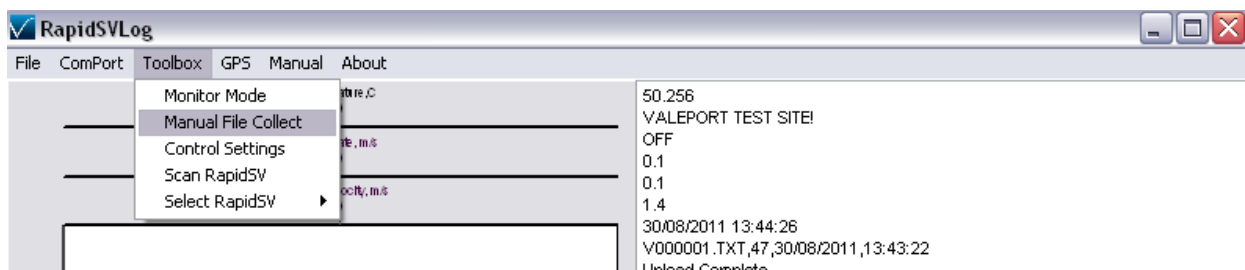 RapidSVLog
File ComPort Toolbox GPS Manual About
Monitor Mode
Manual File Collect
Control Settings
Scan RapidSV
Select RapidSV
,C
, m/s
, m/s
50.256
VALEPORT TEST SITE!
OFF
0.1
0.1
1.4
30/08/2011 13:44:26
V000001.TXT,47,30/08/2011,13:43:22
Upload Complete